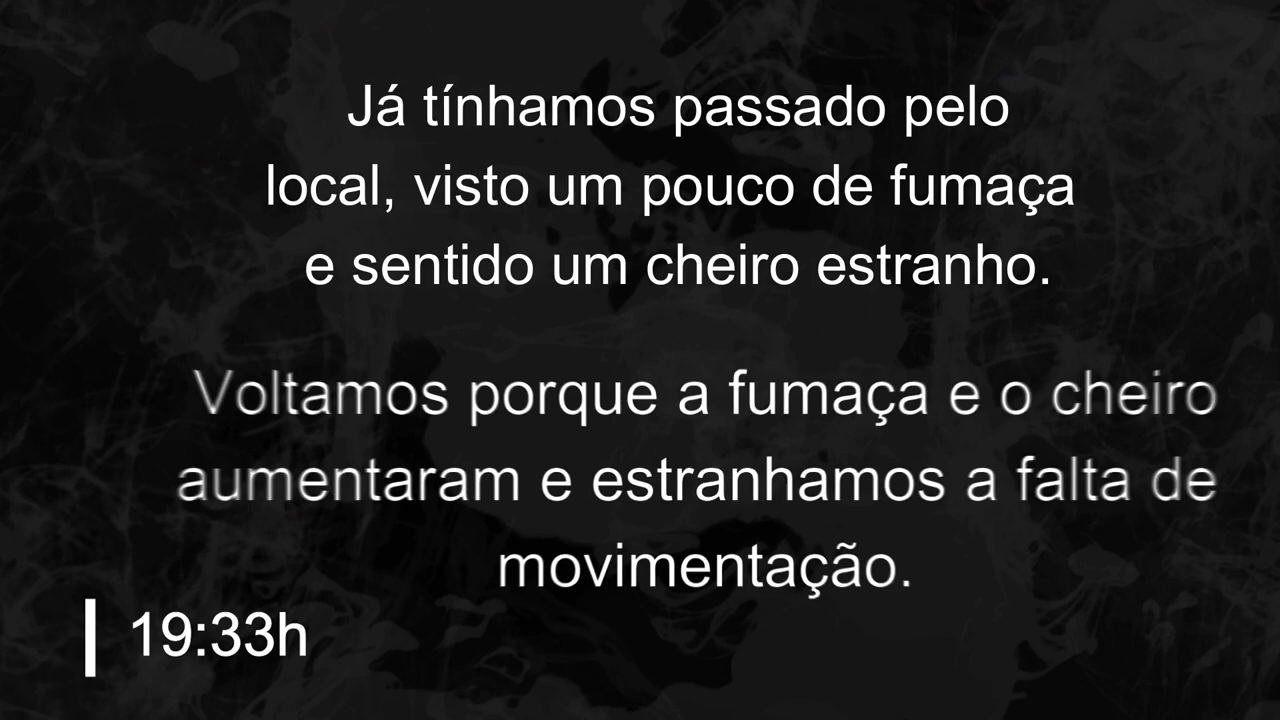 Já tínhamos passado pelo
local, visto um pouco de fumaça
e sentido um cheiro estranho.
Voltamos porque a fumaça e o cheiro
aumentaram e estranhamos a falta de
movimentação.
19:33h